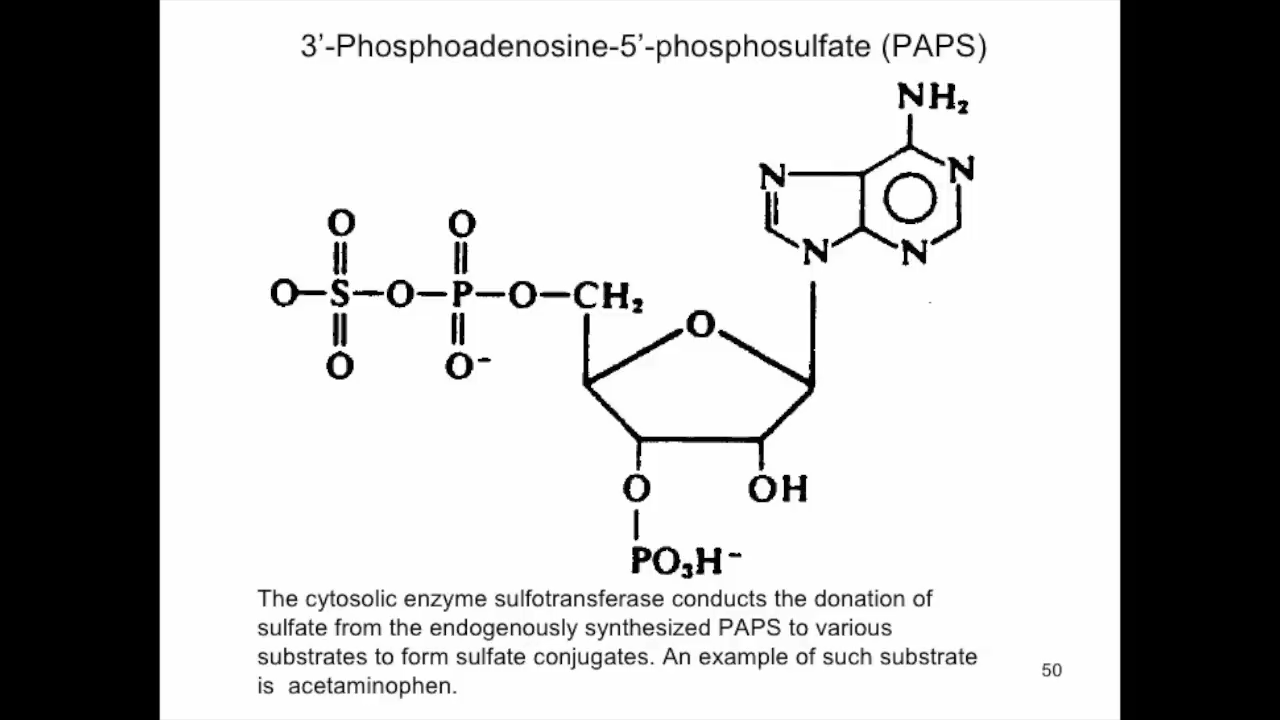 3’-Phosphoadenosine-5’-phosphosulfate (PAPS)
NH₂
N N
N N
O O
O–S–O–P–O–CH₂
O
O O⁻
O OH
PO₃H⁻
The cytosolic enzyme sulfotransferase conducts the donation of
sulfate from the endogenously synthesized PAPS to various
substrates to form sulfate conjugates. An example of such substrate
is acetaminophen.
50